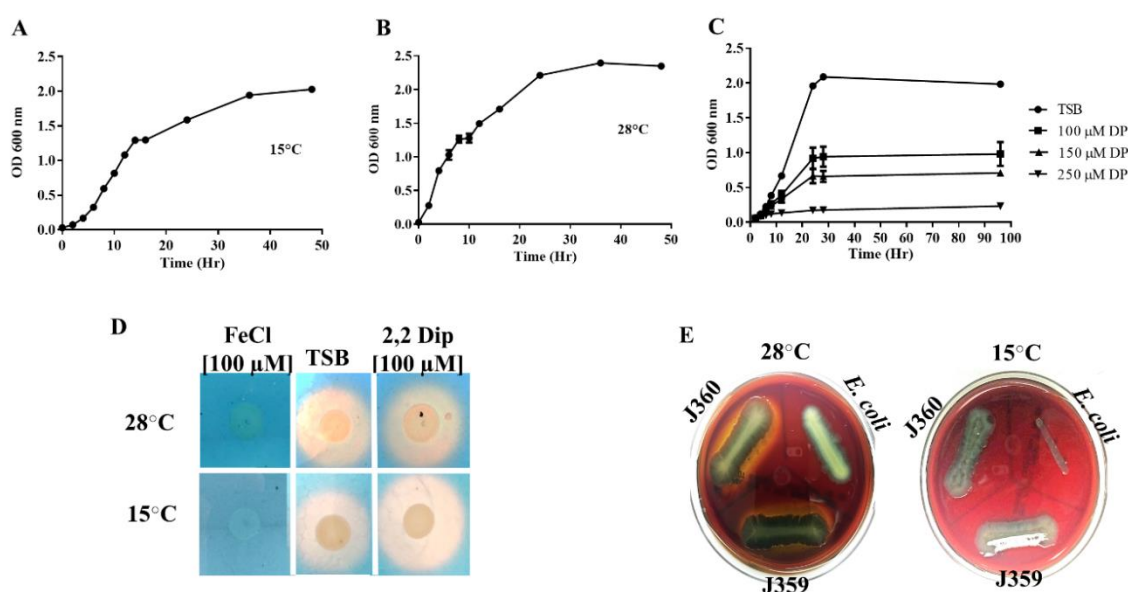 A
2.5
2.0
1.5
1.0
0.5
0.0
OD 600 nm
0 10 20 30 40 50
Time (Hr)
15°C
B
2.5
2.0
1.5
1.0
0.5
0.0
OD 600 nm
0 10 20 30 40 50
Time (Hr)
28°C
C
2.5
2.0
1.5
1.0
0.5
0.0
OD 600 nm
0 10 20 30 40 50 60 70 80 90 100
Time (Hr)
TSB
100 μM DP
150 μM DP
250 μM DP
D
FeCl
[100 μM]
TSB
2,2 Dip
[100 μM]
28°C
15°C
E
28°C
J360
E. coli
J359
15°C
J360
E. coli
J359